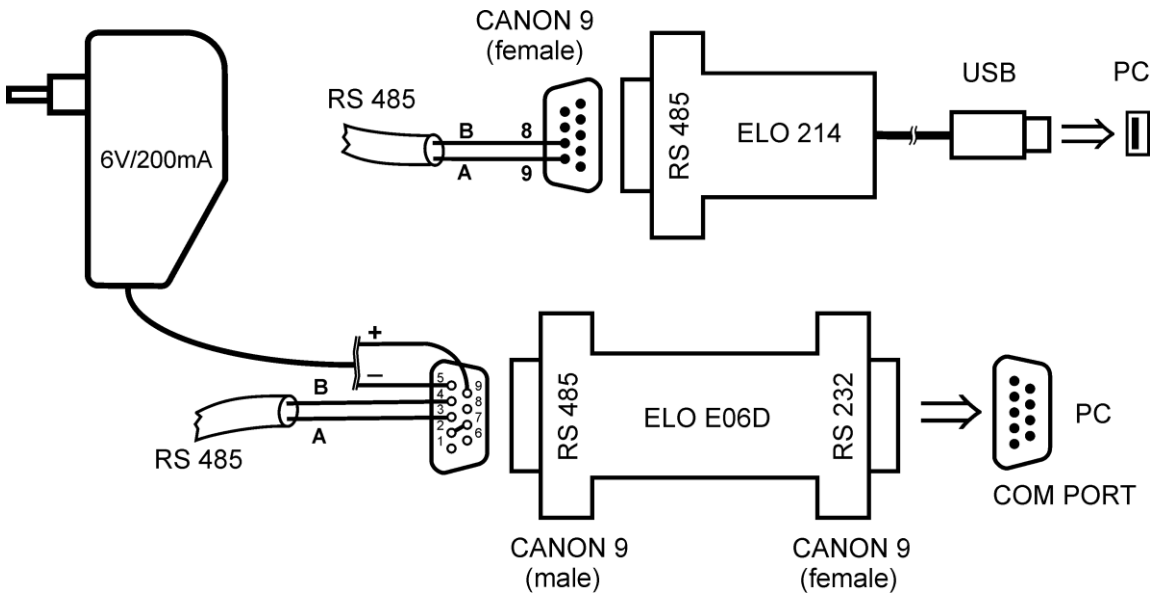 CANON 9
(female)
RS 485
B
8
A
9
RS 485
ELO 214
USB
PC
6V/200mA
+
–
B
A
RS 485
5
4
3
2
1
9
8
7
6
RS 485
ELO E06D
RS 232
PC
COM PORT
CANON 9
(male)
CANON 9
(female)